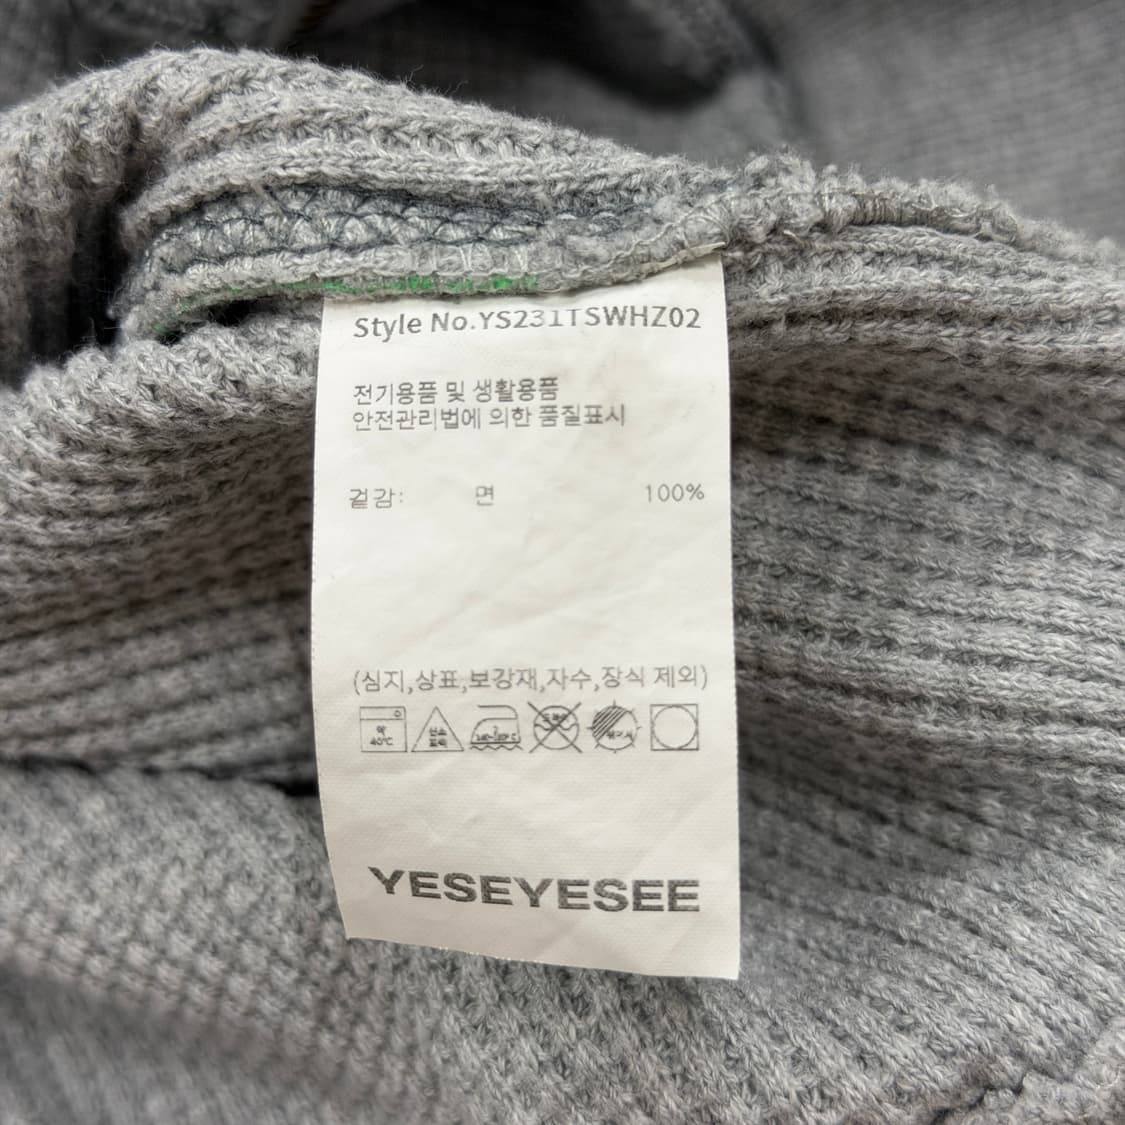 Style No.YS231TSWHZ02
전기용품 및 생활용품
안전관리법에 의한 품질표시
겉감: 면 100%
(심지,상표,보강재,자수,장식 제외)
약
40℃
YESEYESEE